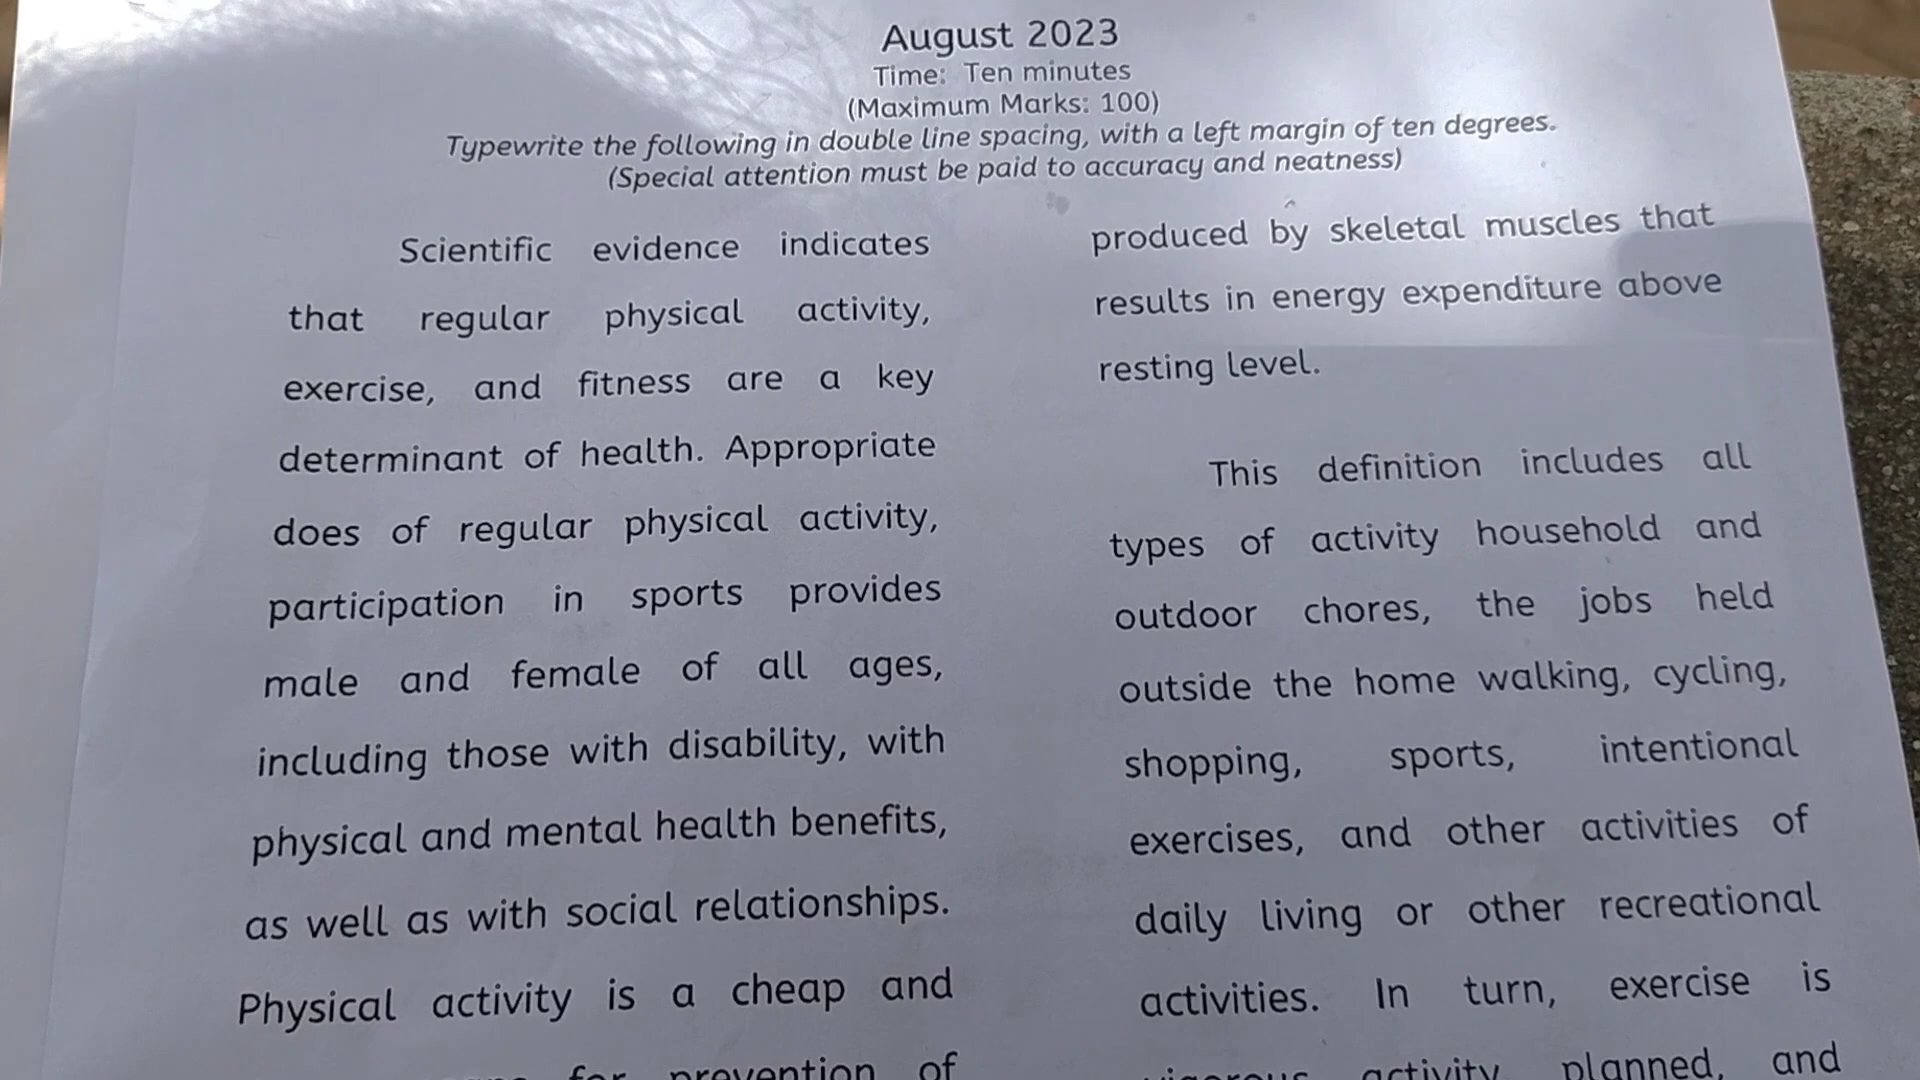 August 2023
Time: Ten minutes
(Maximum Marks: 100)
Typewrite the following in double line spacing, with a left margin of ten degrees.
(Special attention must be paid to accuracy and neatness)
Scientific evidence indicates
that regular physical activity,
exercise, and fitness are a key
determinant of health. Appropriate
does of regular physical activity,
participation in sports provides
male and female of all ages,
including those with disability, with
physical and mental health benefits,
as well as with social relationships.
Physical activity is a cheap and
for prevention of
produced by skeletal muscles that
results in energy expenditure above
resting level.
This definition includes all
types of activity household and
outdoor chores, the jobs held
outside the home walking, cycling,
shopping, sports, intentional
exercises, and other activities of
daily living or other recreational
activities. In turn, exercise is
vigorous activity planned, and